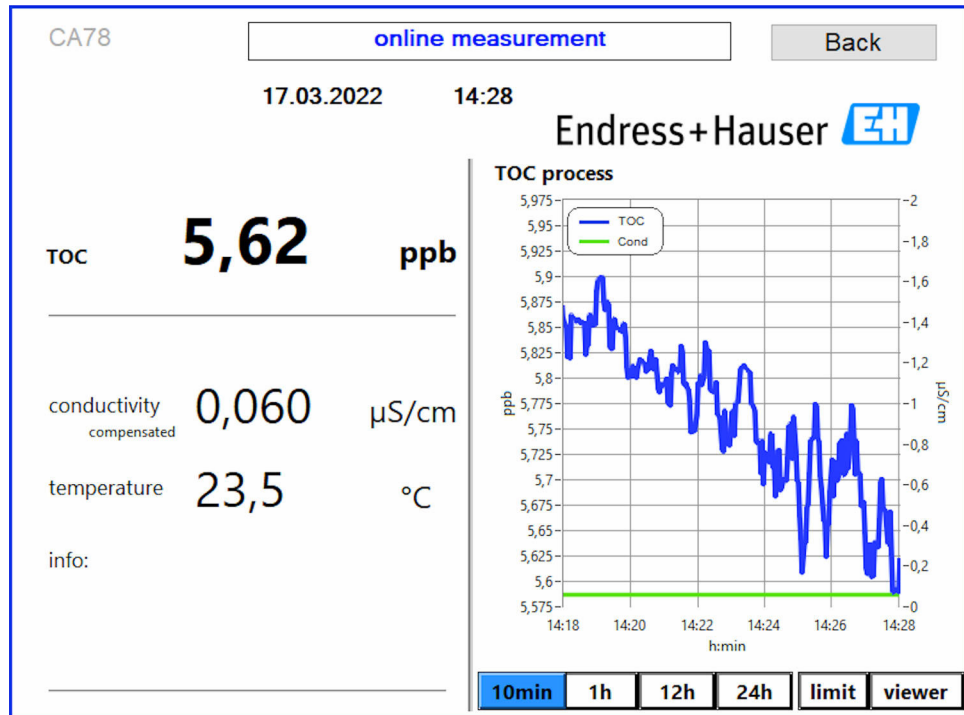 CA78
online measurement
Back
17.03.2022 14:28
Endress+Hauser EH
TOC 5,62 ppb
conductivity 0,060 µS/cm
compensated
temperature 23,5 °C
info:
TOC process
5,975
5,95
5,925
5,9
5,875
5,85
5,825
5,8
5,775
5,75
5,725
5,7
5,675
5,65
5,625
5,6
5,575
ppb
TOC
Cond
2
1,8
1,6
1,4
1,2
1
0,8
0,6
0,4
0,2
0
µS/cm
14:18 14:20 14:22 14:24 14:26 14:28
h:min
10min 1h 12h 24h limit viewer